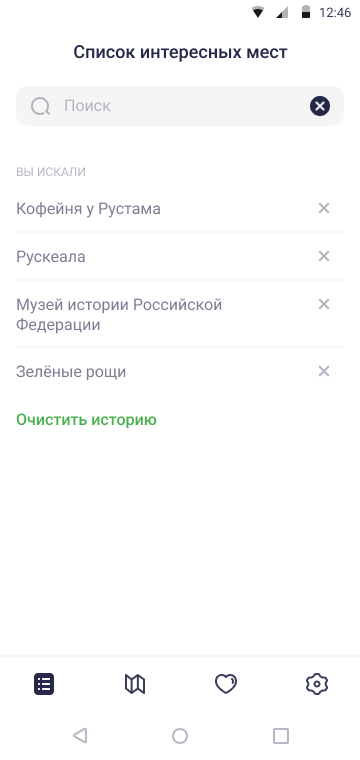 12:46
Список интересных мест
Поиск
ВЫ ИСКАЛИ
Кофейня у Рустама
Рускеала
Музей истории Российской
Федерации
Зелёные рощи
Очистить историю